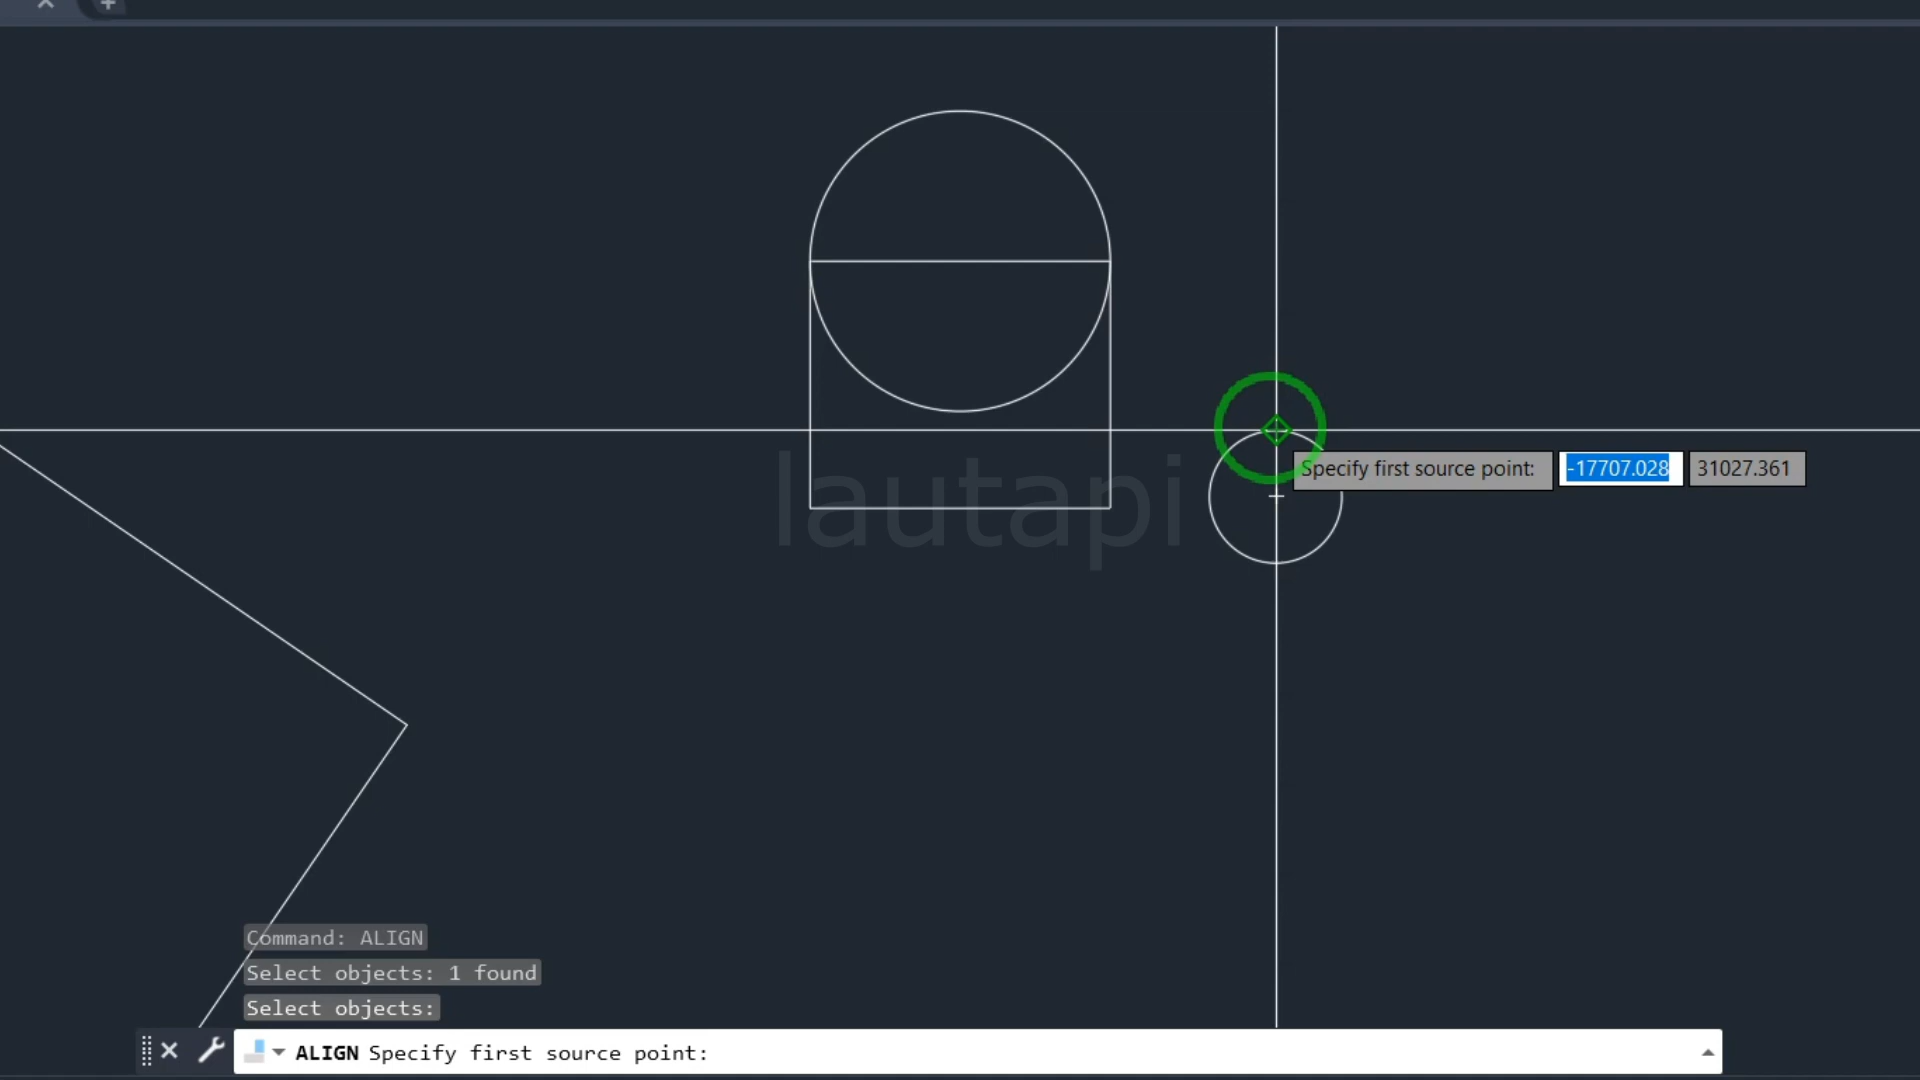 Specify first source point: -17707.028 31027.361
lautapi
Command: ALIGN
Select objects: 1 found
Select objects:
ALIGN Specify first source point: